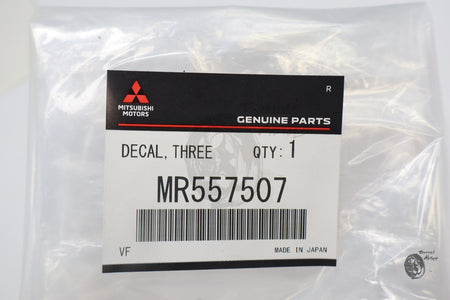 R
MITSUBISHI
MOTORS
GENUINE PARTS
DECAL, THREE QTY: 1
MR557507
VF MADE IN JAPAN